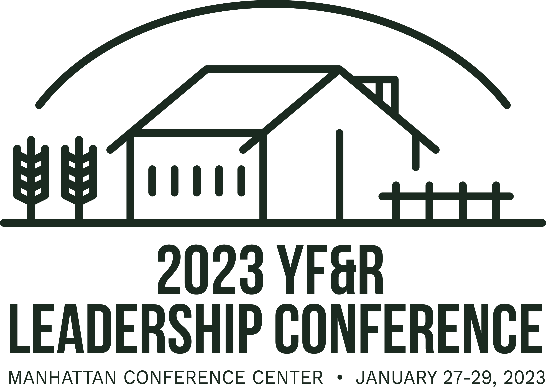 2023 YF&R
LEADERSHIP CONFERENCE
MANHATTAN CONFERENCE CENTER • JANUARY 27-29, 2023